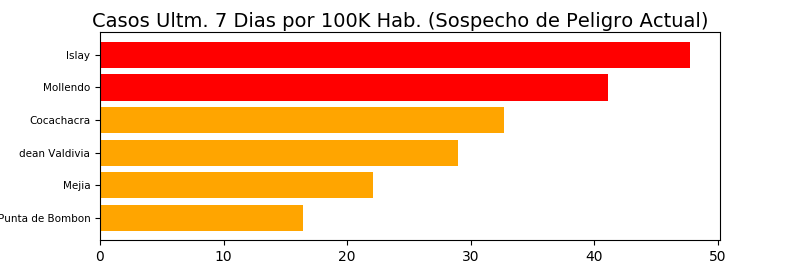 Casos Ultm. 7 Dias por 100K Hab. (Sospecho de Peligro Actual)
Islay
Mollendo
Cocachacra
dean Valdivia
Mejia
Punta de Bombon
0 10 20 30 40 50